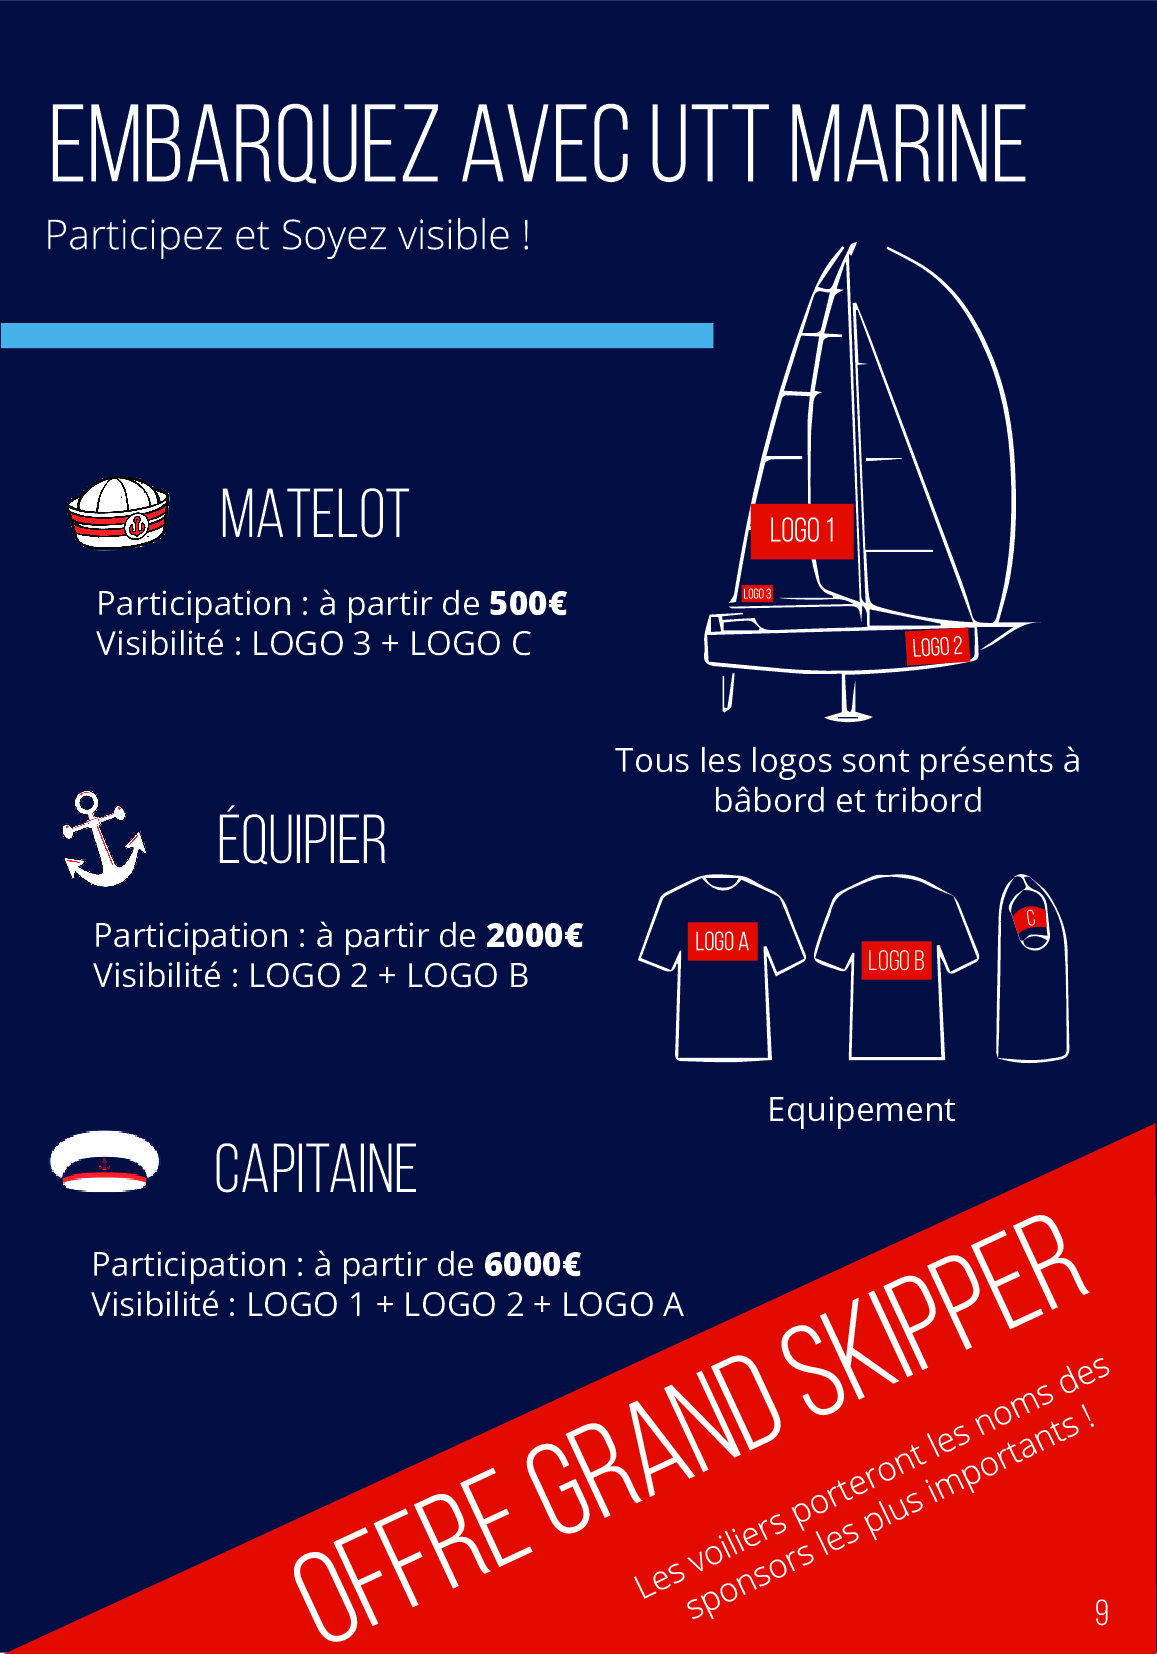 EMBARQUEZ AVEC UTT MARINE
Participez et Soyez visible !
MATELOT
Participation : à partir de 500€
Visibilité : LOGO 3 + LOGO C
LOGO 1
LOGO 3
LOGO 2
Tous les logos sont présents à
bâbord et tribord
ÉQUIPIER
Participation : à partir de 2000€
Visibilité : LOGO 2 + LOGO B
LOGO A
LOGO B
C
Equipement
CAPITAINE
Participation : à partir de 6000€
Visibilité : LOGO 1 + LOGO 2 + LOGO A
OFFRE GRAND SKIPPER
Les voiliers porteront les noms des
sponsors les plus importants !
9